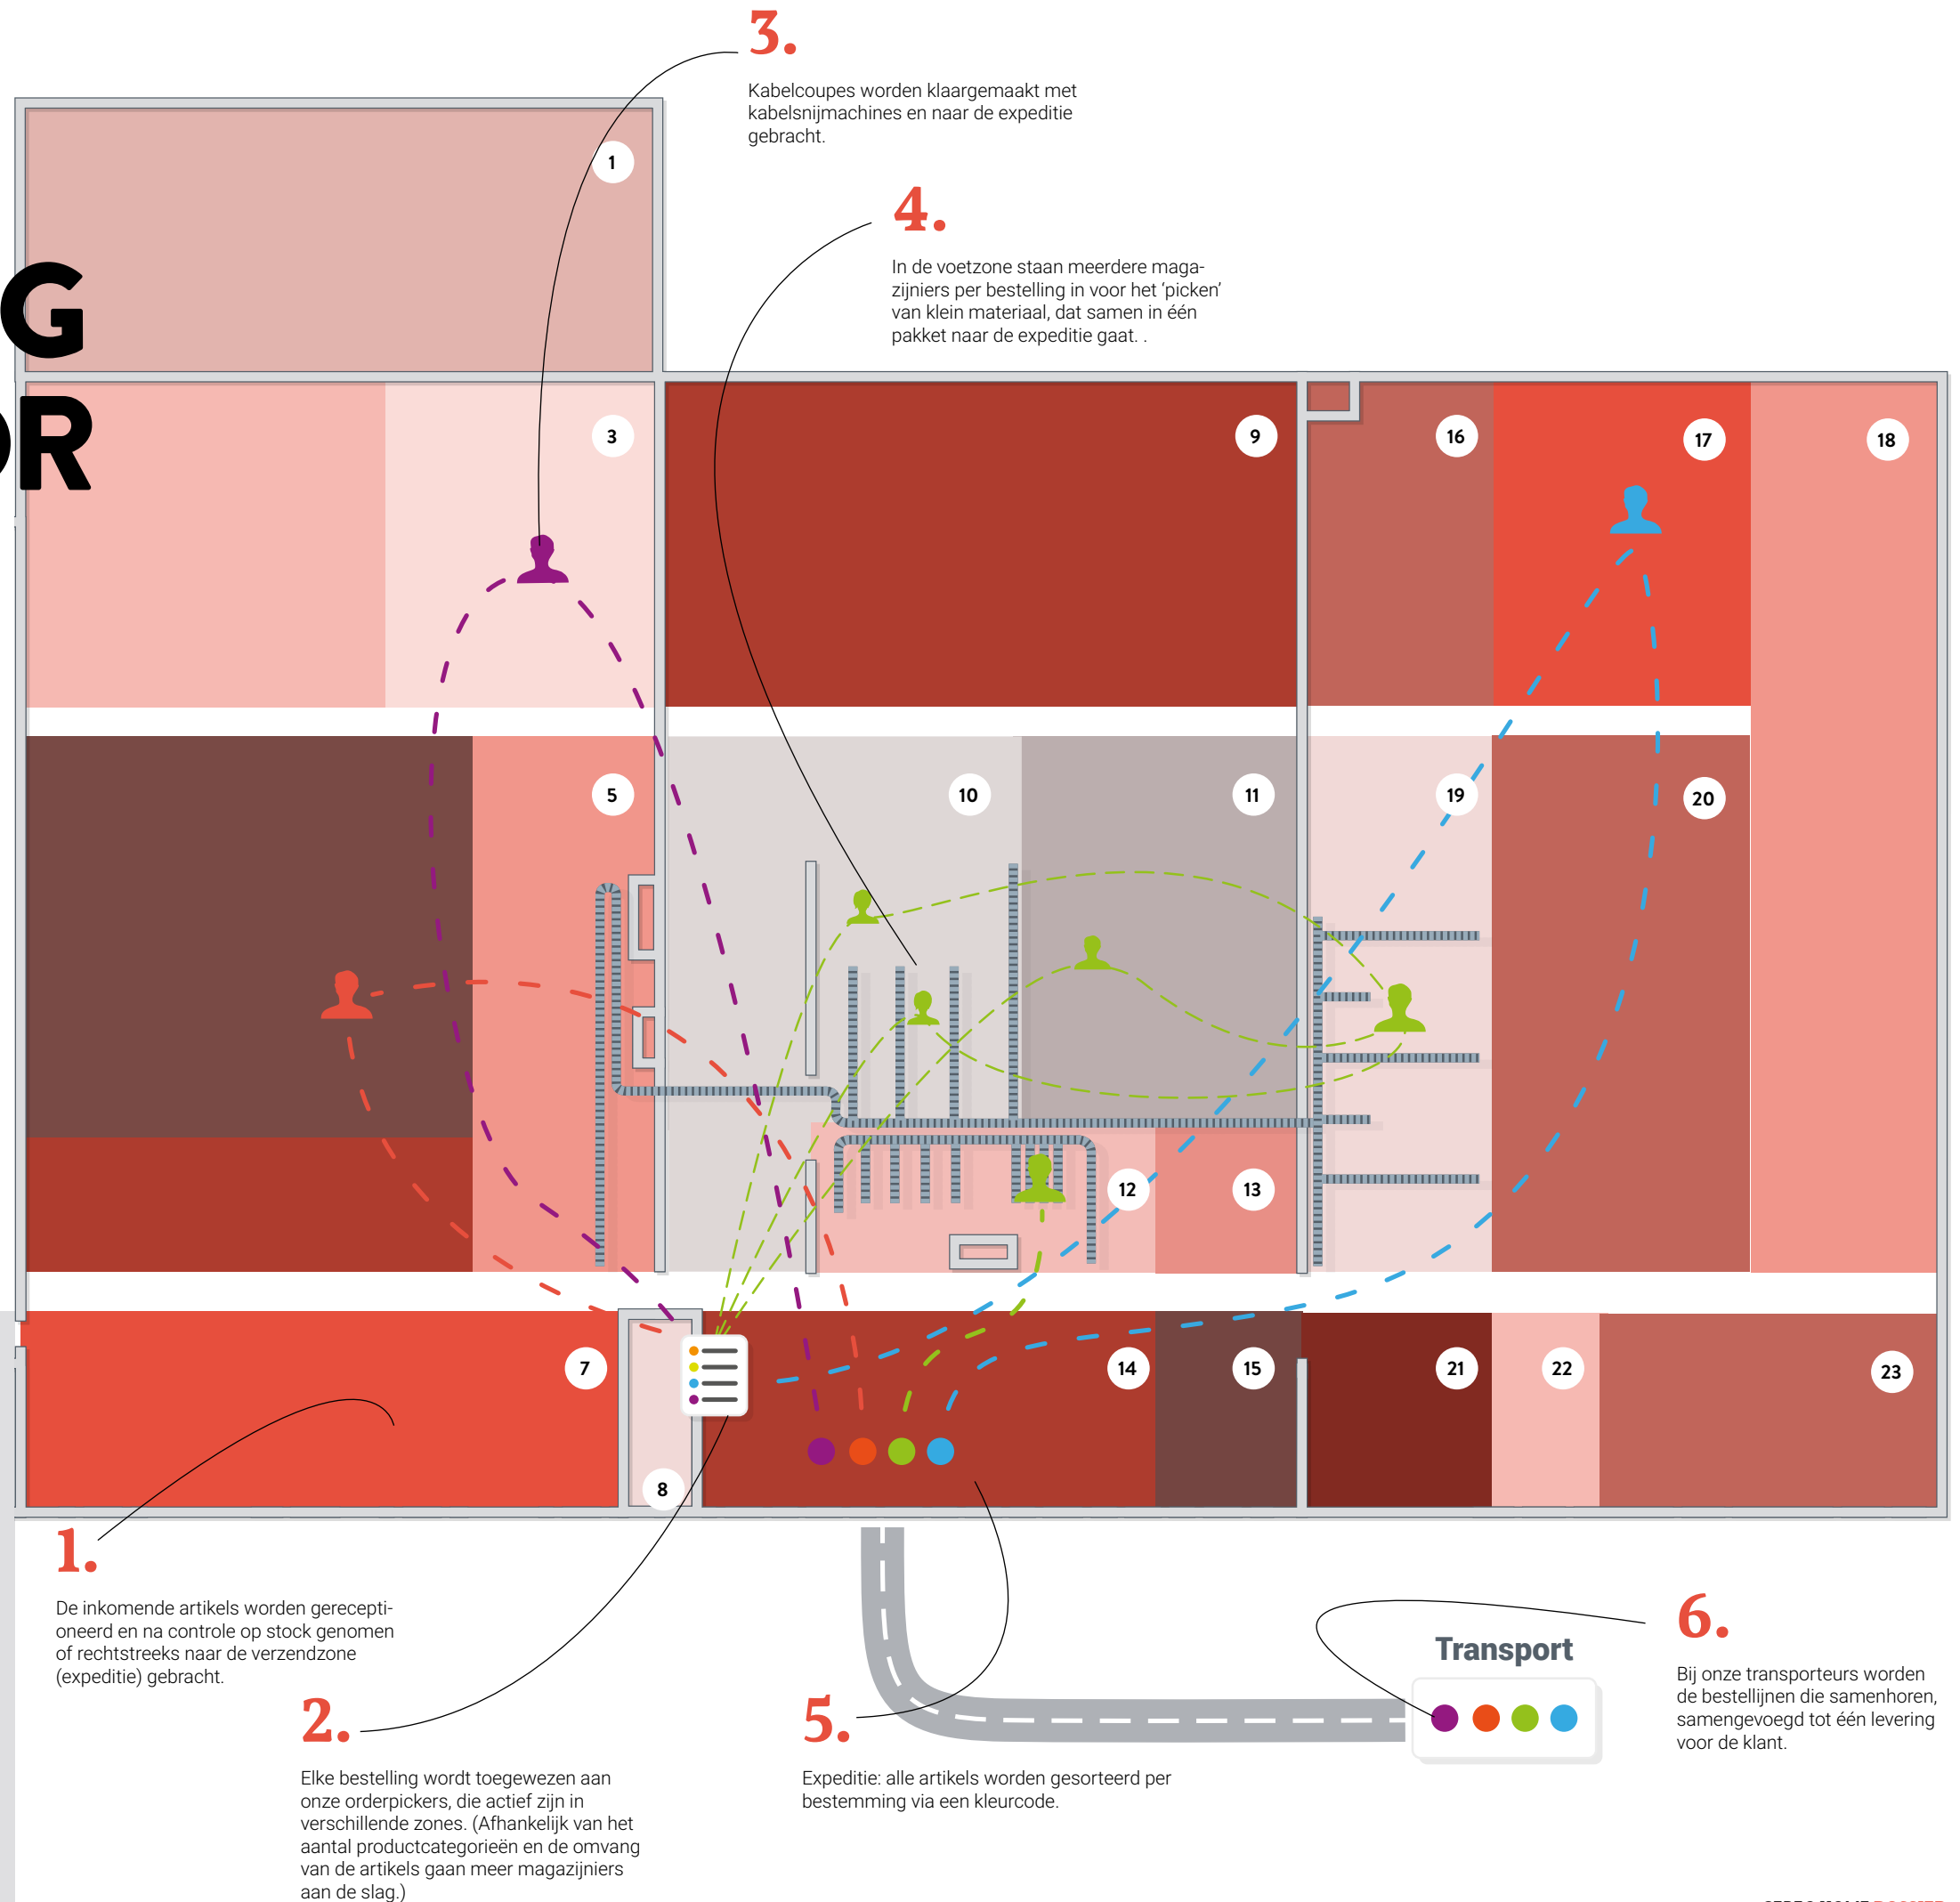 3.
Kabelcoupes worden klaargemaakt met
kabelsnijmachines en naar de expeditie
gebracht.
1
4.
In de voetzone staan meerdere maga-
zijniers per bestelling in voor het ‘picken’
van klein materiaal, dat samen in één
pakket naar de expeditie gaat. .
G
R
3
9
16
17
18
5
10
11
19
20
12
13
7
14
15
21
22
23
8
1.
De inkomende artikels worden gerecepti-
oneerd en na controle op stock genomen
of rechtstreeks naar de verzendzone
(expeditie) gebracht.
2.
Elke bestelling wordt toegewezen aan
onze orderpickers, die actief zijn in
verschillende zones. (Afhankelijk van het
aantal productcategorieën en de omvang
van de artikels gaan meer magazijniers
aan de slag.)
5.
Expeditie: alle artikels worden gesorteerd per
bestemming via een kleurcode.
Transport
6.
Bij onze transporteurs worden
de bestellijnen die samenhoren,
samengevoegd tot één levering
voor de klant.